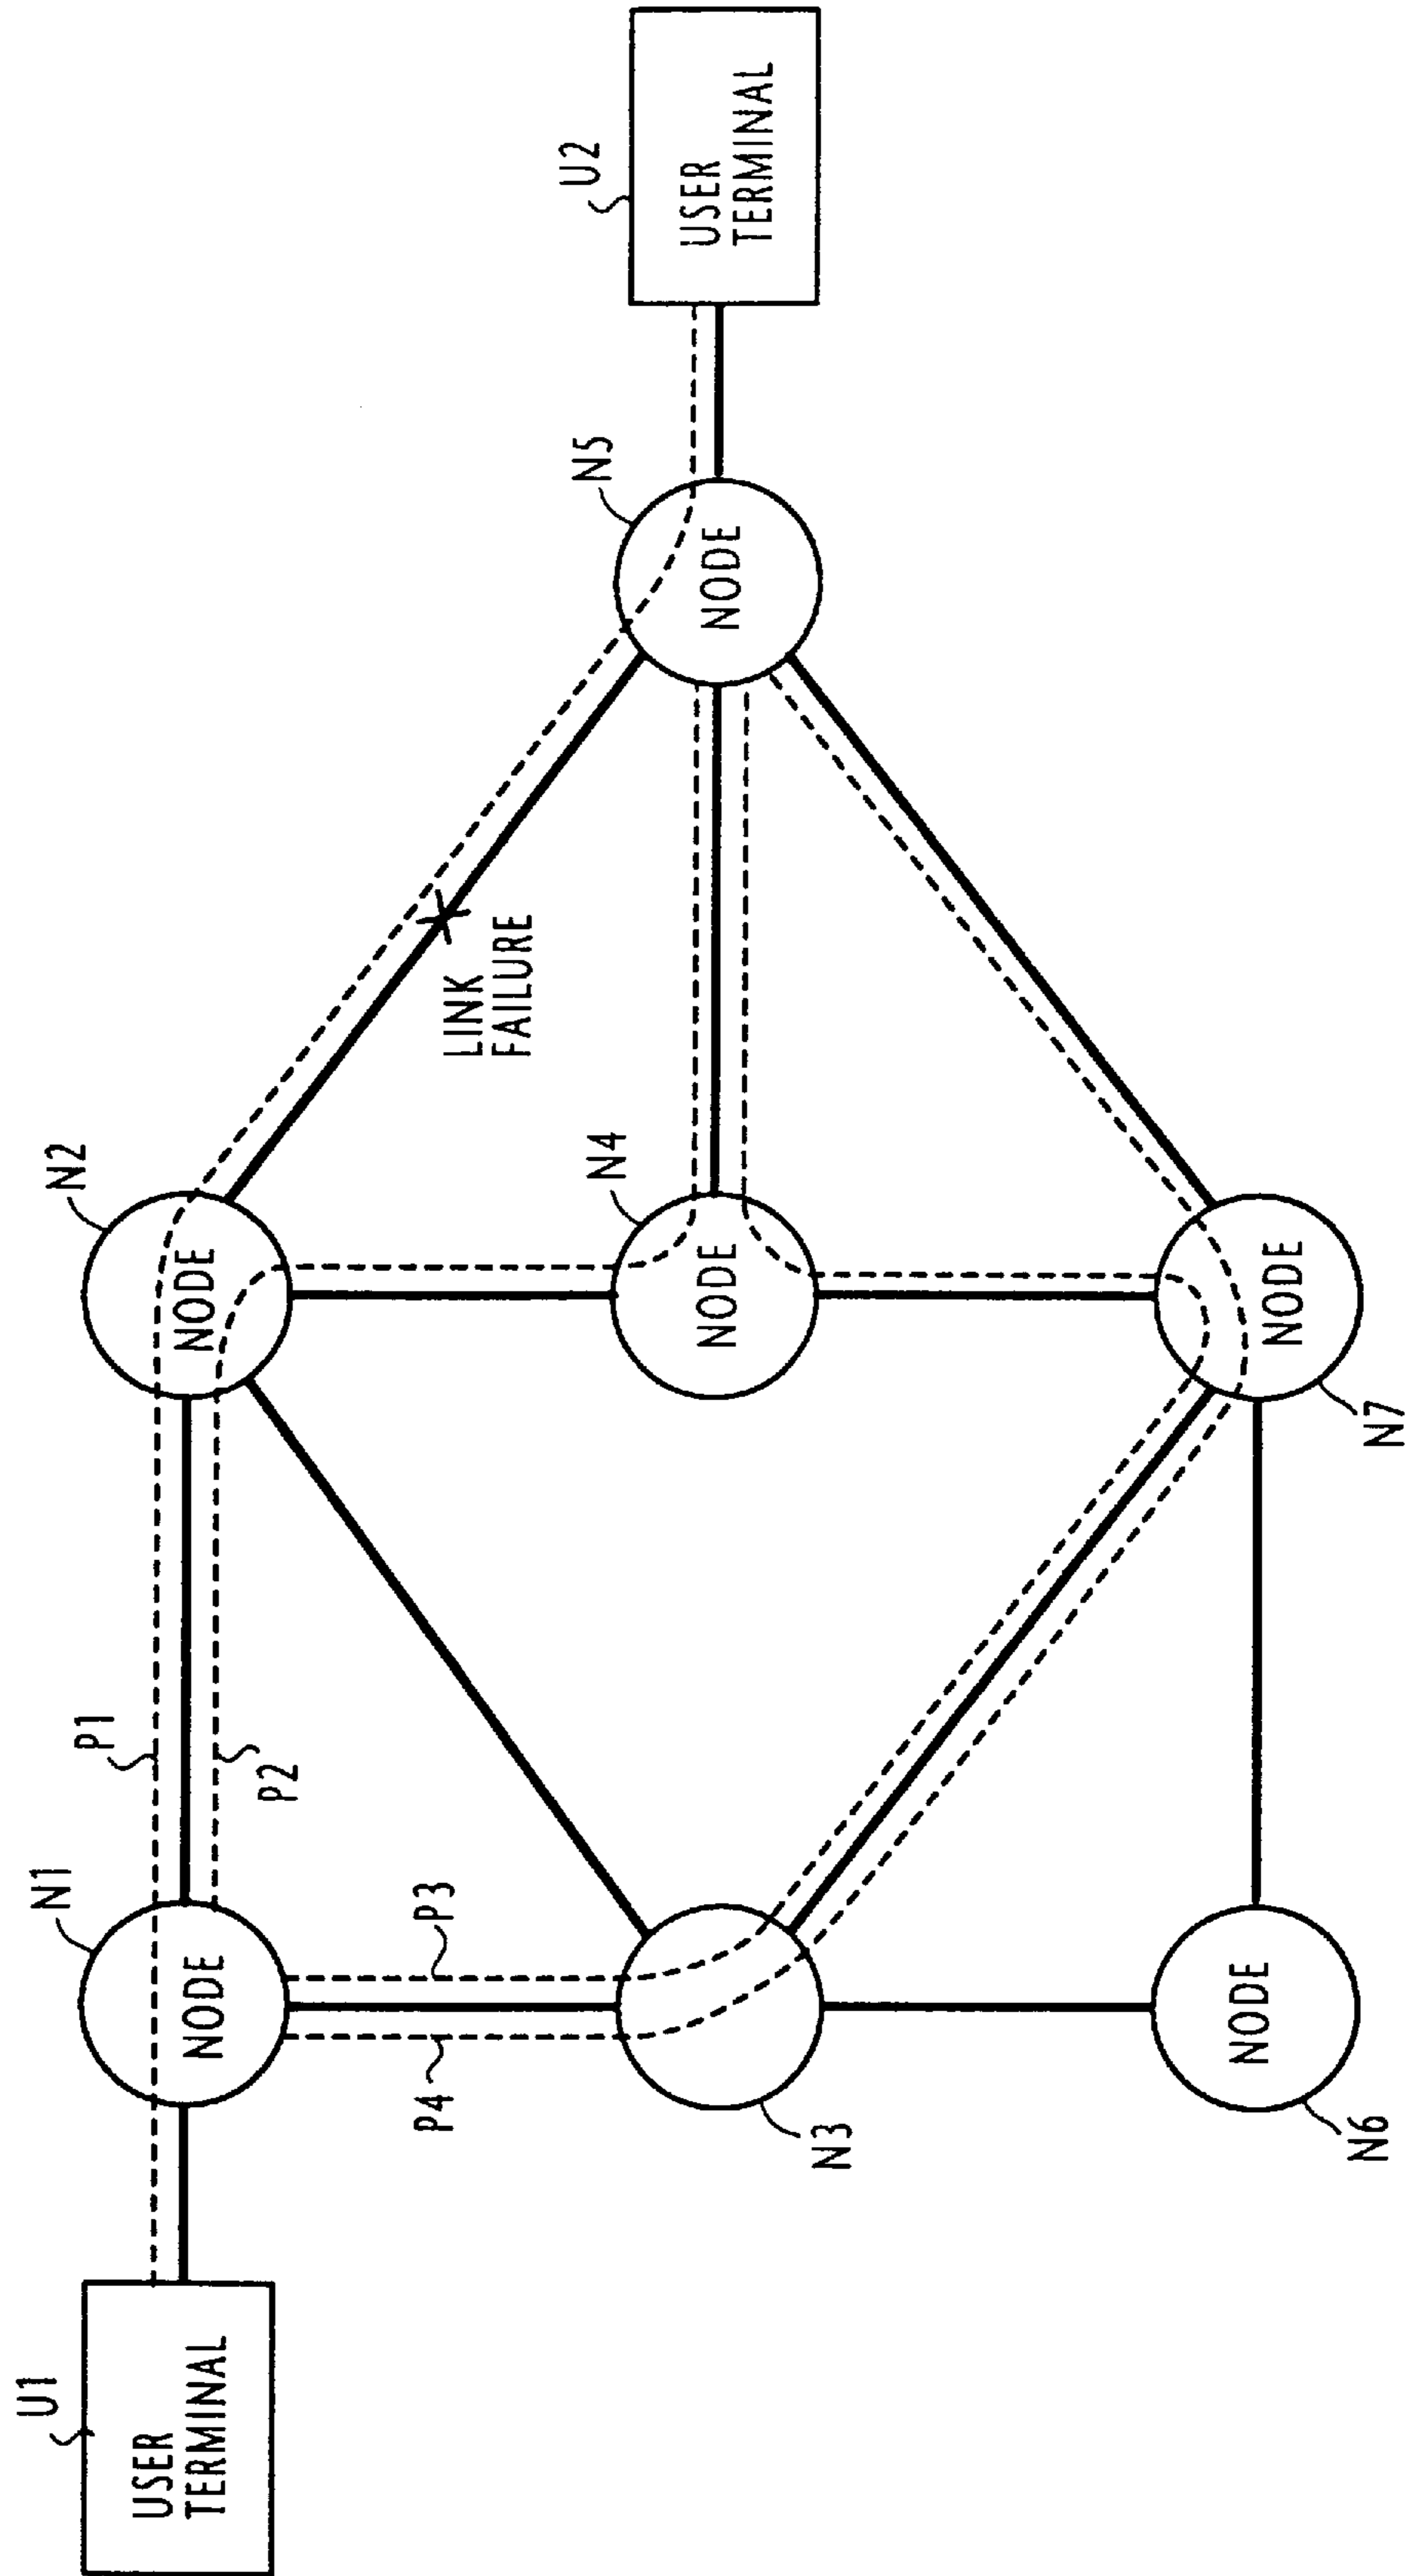 U1
USER
TERMINAL
N1
NODE
P1
P2
N2
NODE
P3
P4
N3
N4
NODE
LINK
FAILURE
N5
NODE
U2
USER
TERMINAL
N6
NODE
N7
NODE